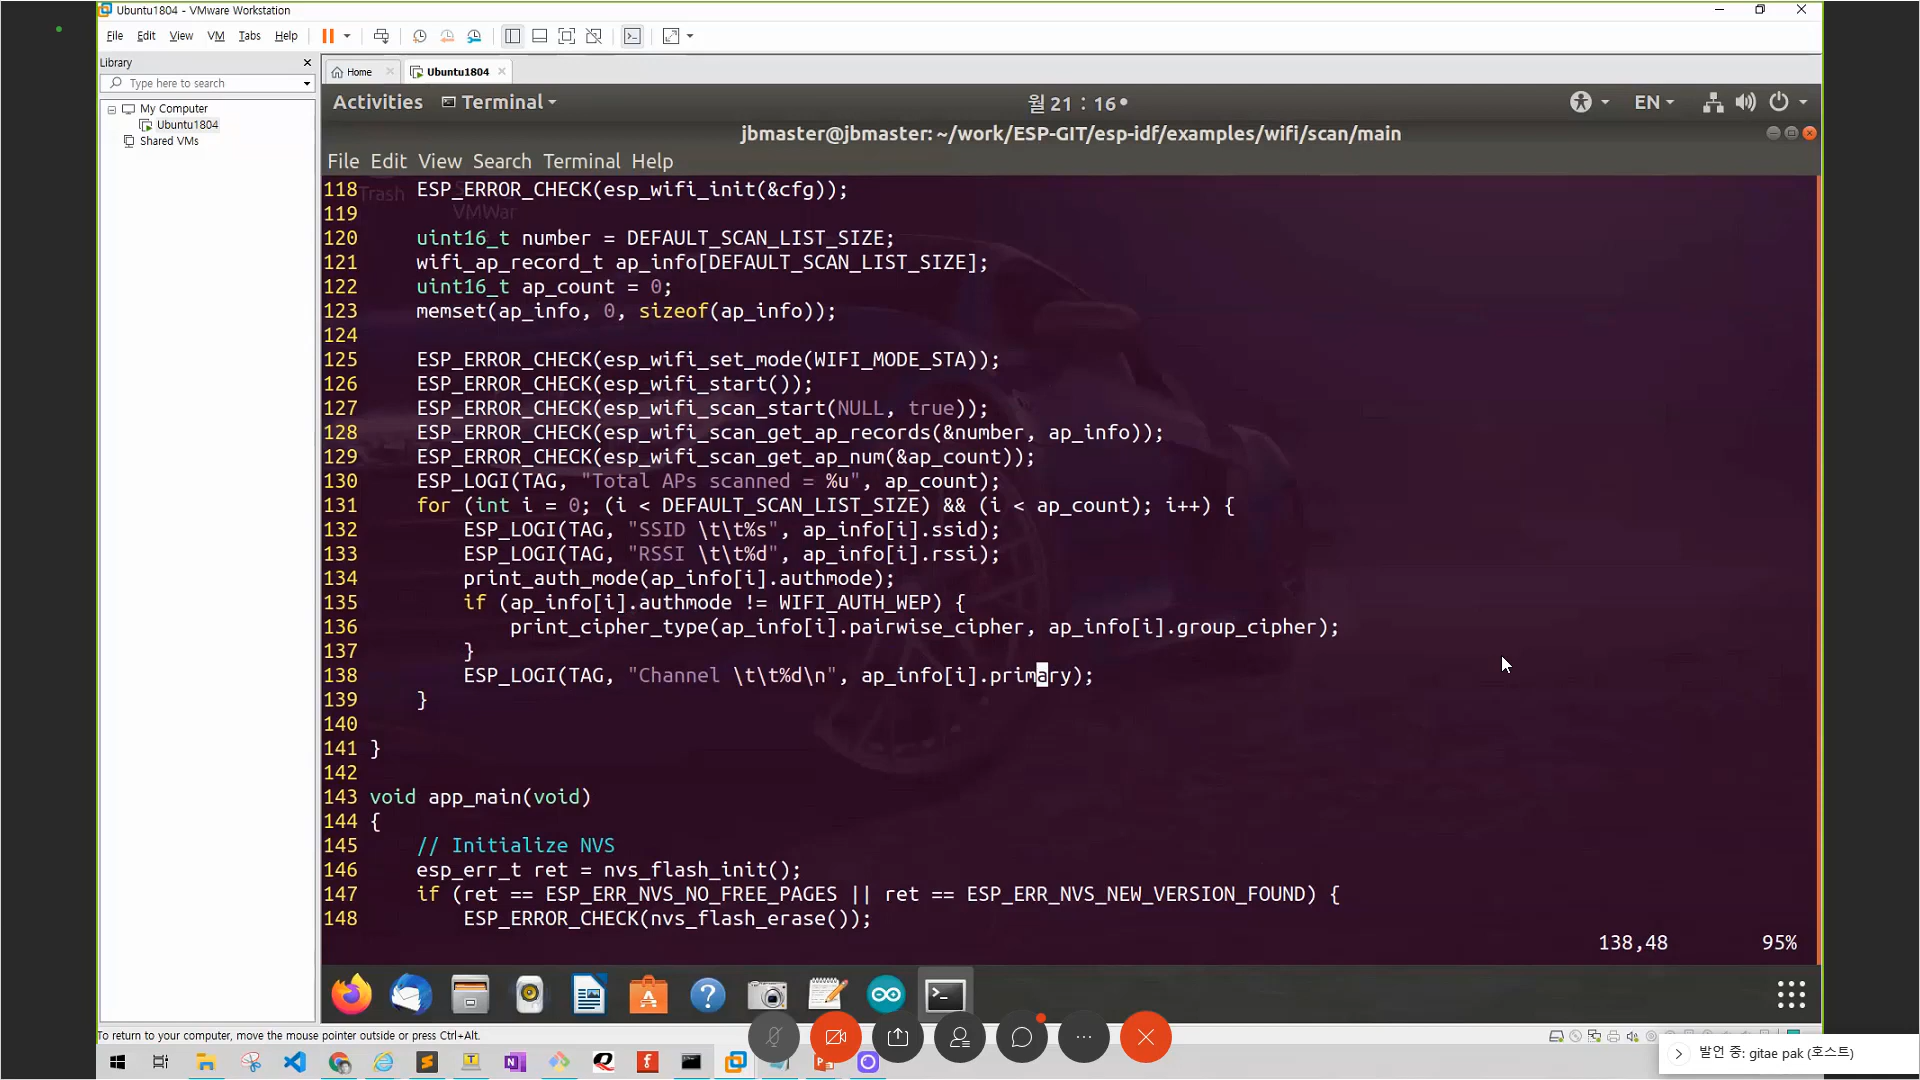 Ubuntu1804 - VMware Workstation
File Edit View VM Tabs Help
Library
Type here to search
My Computer
Ubuntu1804
Shared VMs
Home Ubuntu1804
Activities Terminal 월 21 : 16 EN
jbmaster@jbmaster: ~/work/ESP-GIT/esp-idf/examples/wifi/scan/main
File Edit View Search Terminal Help
Trash
VMWar
118 ESP_ERROR_CHECK(esp_wifi_init(&cfg));
119
120 uint16_t number = DEFAULT_SCAN_LIST_SIZE;
121 wifi_ap_record_t ap_info[DEFAULT_SCAN_LIST_SIZE];
122 uint16_t ap_count = 0;
123 memset(ap_info, 0, sizeof(ap_info));
124
125 ESP_ERROR_CHECK(esp_wifi_set_mode(WIFI_MODE_STA));
126 ESP_ERROR_CHECK(esp_wifi_start());
127 ESP_ERROR_CHECK(esp_wifi_scan_start(NULL, true));
128 ESP_ERROR_CHECK(esp_wifi_scan_get_ap_records(&number, ap_info));
129 ESP_ERROR_CHECK(esp_wifi_scan_get_ap_num(&ap_count));
130 ESP_LOGI(TAG, "Total APs scanned = %u", ap_count);
131 for (int i = 0; (i < DEFAULT_SCAN_LIST_SIZE) && (i < ap_count); i++) {
132 ESP_LOGI(TAG, "SSID \t\t%s", ap_info[i].ssid);
133 ESP_LOGI(TAG, "RSSI \t\t%d", ap_info[i].rssi);
134 print_auth_mode(ap_info[i].authmode);
135 if (ap_info[i].authmode != WIFI_AUTH_WEP) {
136 print_cipher_type(ap_info[i].pairwise_cipher, ap_info[i].group_cipher);
137 }
138 ESP_LOGI(TAG, "Channel \t\t%d\n", ap_info[i].primary);
139 }
140
141 }
142
143 void app_main(void)
144 {
145 // Initialize NVS
146 esp_err_t ret = nvs_flash_init();
147 if (ret == ESP_ERR_NVS_NO_FREE_PAGES || ret == ESP_ERR_NVS_NEW_VERSION_FOUND) {
148 ESP_ERROR_CHECK(nvs_flash_erase());
138,48 95%
To return to your computer, move the mouse pointer outside or press Ctrl+Alt.
발언 중: gitae pak (호스트)